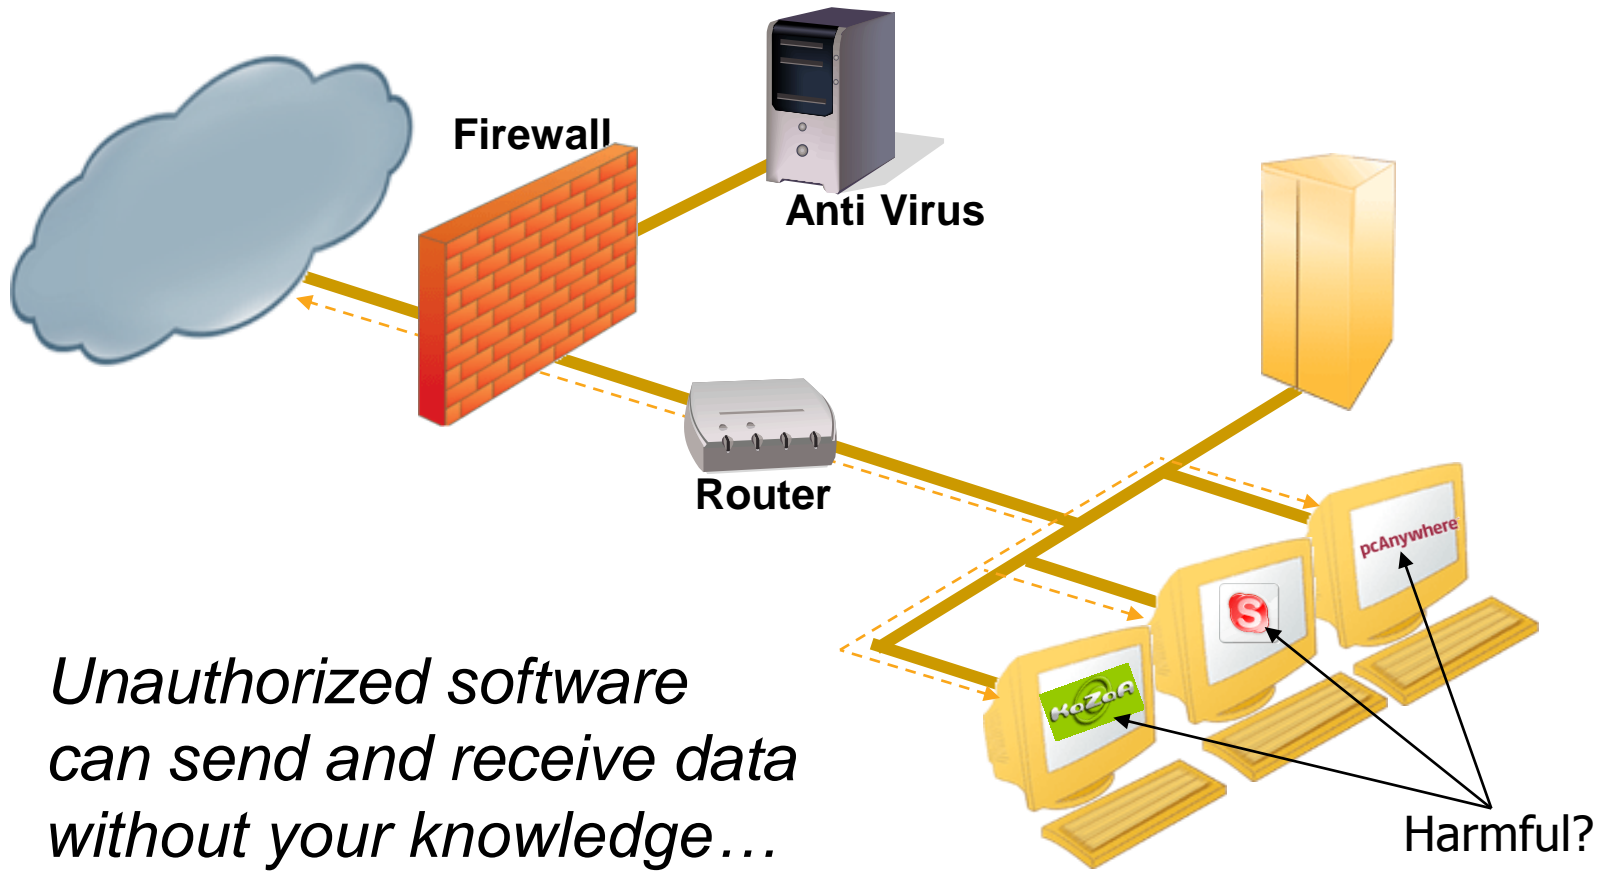 Firewall
Anti Virus
Router
pcAnywhere
S
KaZaA
Unauthorized software
can send and receive data
without your knowledge…
Harmful?